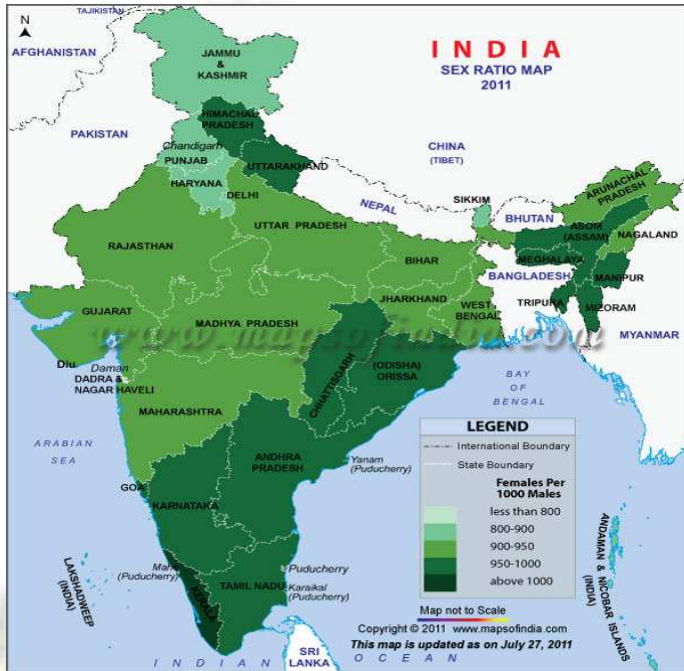 TAJIKISTAN
N
AFGHANISTAN
JAMMU
&
KASHMIR
INDIA
SEX RATIO MAP
2011
HIMACHAL
PRADESH
PAKISTAN
Chandigarh
PUNJAB
UTTARAKHAND
CHINA
(TIBET)
HARYANA
DELHI
NEPAL
SIKKIM
BHUTAN
ARUNACHAL
PRADESH
RAJASTHAN
UTTAR PRADESH
ASOM
(ASSAM)
NAGALAND
BIHAR
MEGHALAYA
MANIPUR
BANGLADESH
GUJARAT
JHARKHAND
WEST
BENGAL
TRIPURA
MIZORAM
MADHYA PRADESH
www.mapsofindia.com
MYANMAR
Diu
Daman
DADRA &
NAGAR HAVELI
CHHATTISGARH
(ODISHA)
ORISSA
BAY
OF
BENGAL
MAHARASHTRA
ARABIAN
SEA
ANDHRA
PRADESH
Yanam
(Puducherry)
GOA
KARNATAKA
LEGEND
International Boundary
State Boundary
Females Per
1000 Males
less than 800
800-900
900-950
950-1000
above 1000
LAKSHADWEEP
(INDIA)
Mahe
(Puducherry)
KERALA
TAMIL NADU
Puducherry
Karaikal
(Puducherry)
ANDAMAN & NICOBAR ISLANDS
(INDIA)
Map not to Scale
Copyright © 2011 www.mapsofindia.com
This map is updated as on July 27, 2011
SRI
LANKA
INDIAN OCEAN